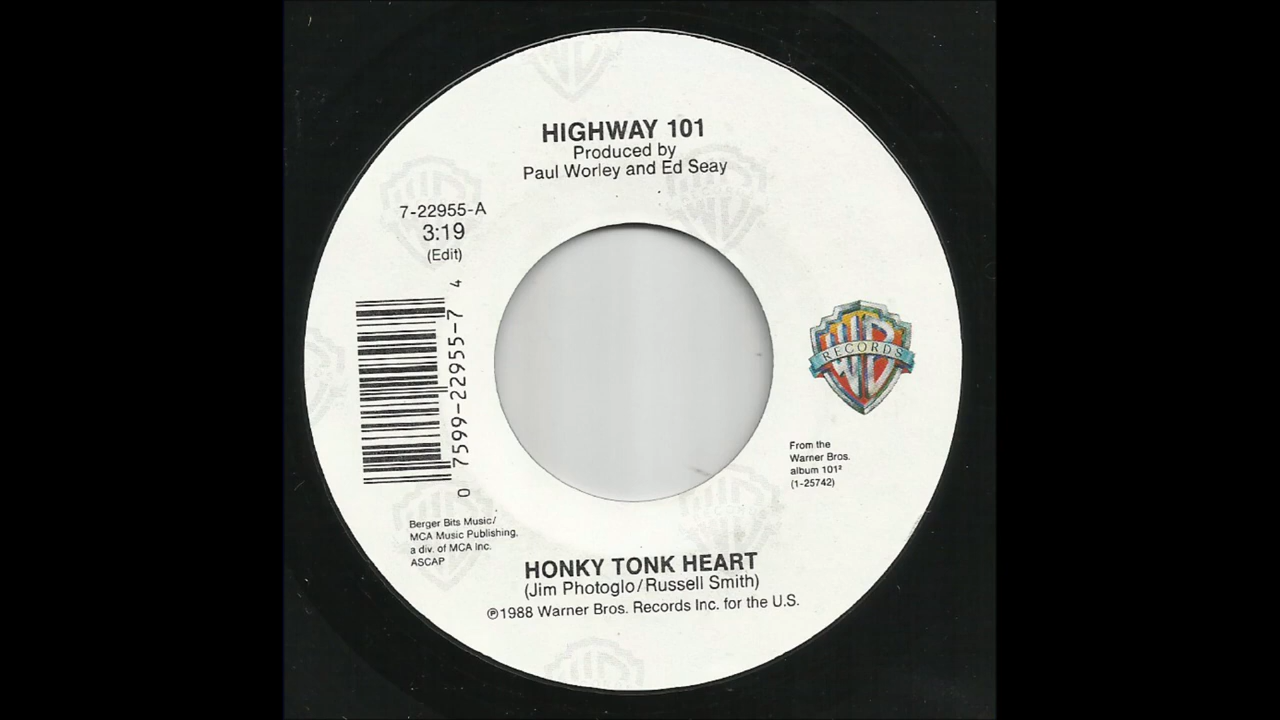 HIGHWAY 101
Produced by
Paul Worley and Ed Seay
7-22955-A
3:19
(Edit)
0 7599-22955-7 4
RECORDS
From the
Warner Bros.
album 101²
(1-25742)
Berger Bits Music/
MCA Music Publishing,
a div. of MCA Inc.
ASCAP
HONKY TONK HEART
(Jim Photoglo/Russell Smith)
℗1988 Warner Bros. Records Inc. for the U.S.